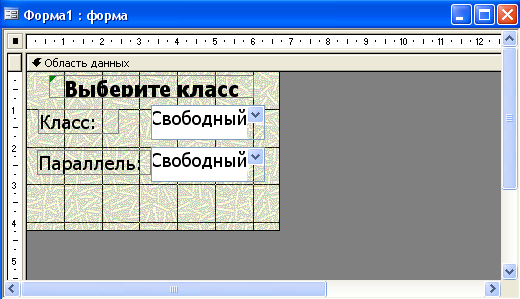 Форма1 : форма
1 2 3 4 5 6 7 8 9 10 11 12
Область данных
Выберите класс
1
Класс: Свободный
2
Параллель: Свободный
3
4